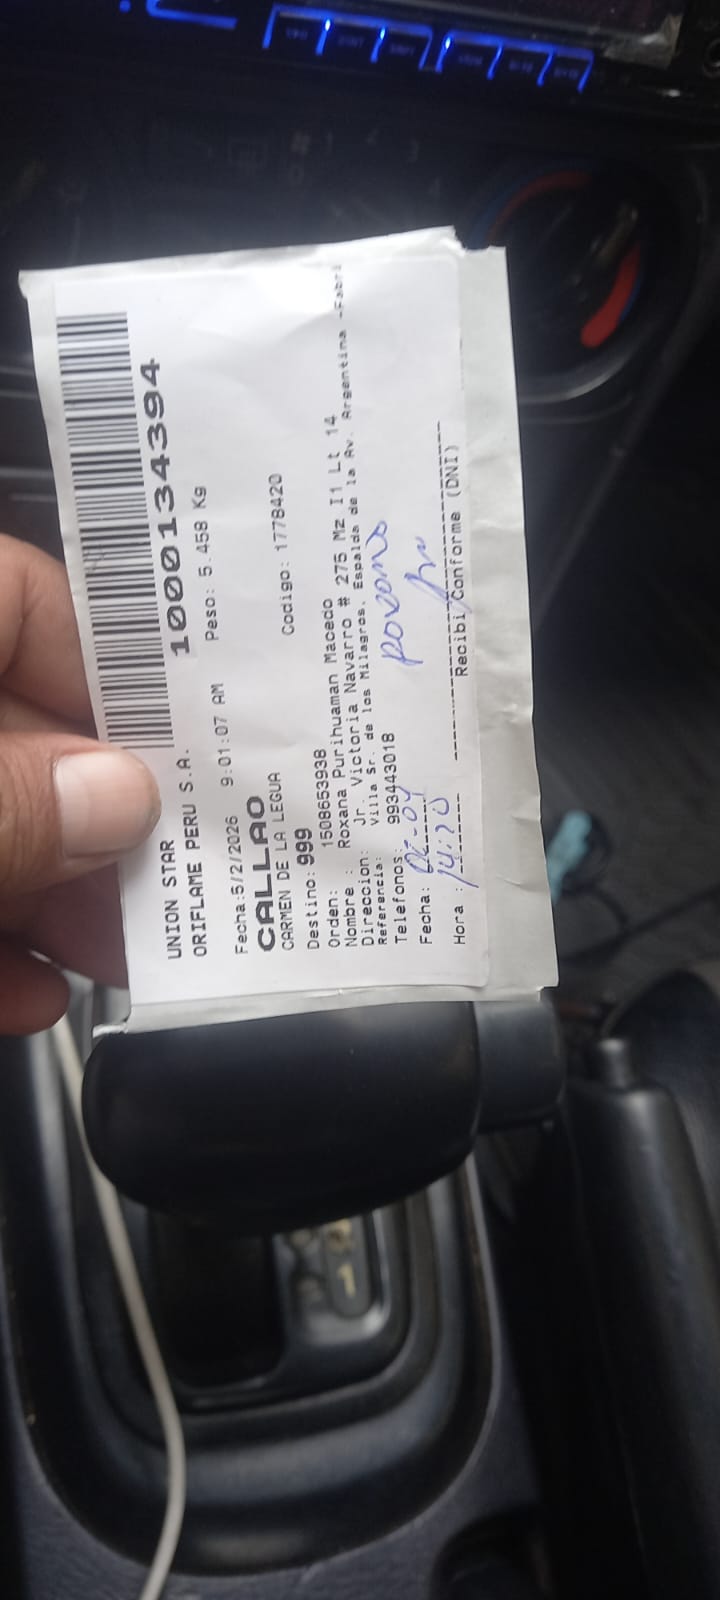 1000134394
UNION STAR
ORIFLAME PERU S.A.
Fecha:5/2/2026 9:01:07 AM Peso: 5.458 Kg
CALLAO
CARMEN DE LA LEGUA
Destino: 999 Codigo: 1778420
Orden: 1508653938
Nombre : Roxana Purihuaman Macedo
Direccion: Jr. Victoria Navarro # 275 Mz I1 Lt 14
Referencia: Villa Sr. de los Milagros. Espalda de la Av. Argentina -Fabri
Telefonos: 993443018
Fecha:
Hora : 14:
Recibi Conforme (DNI)